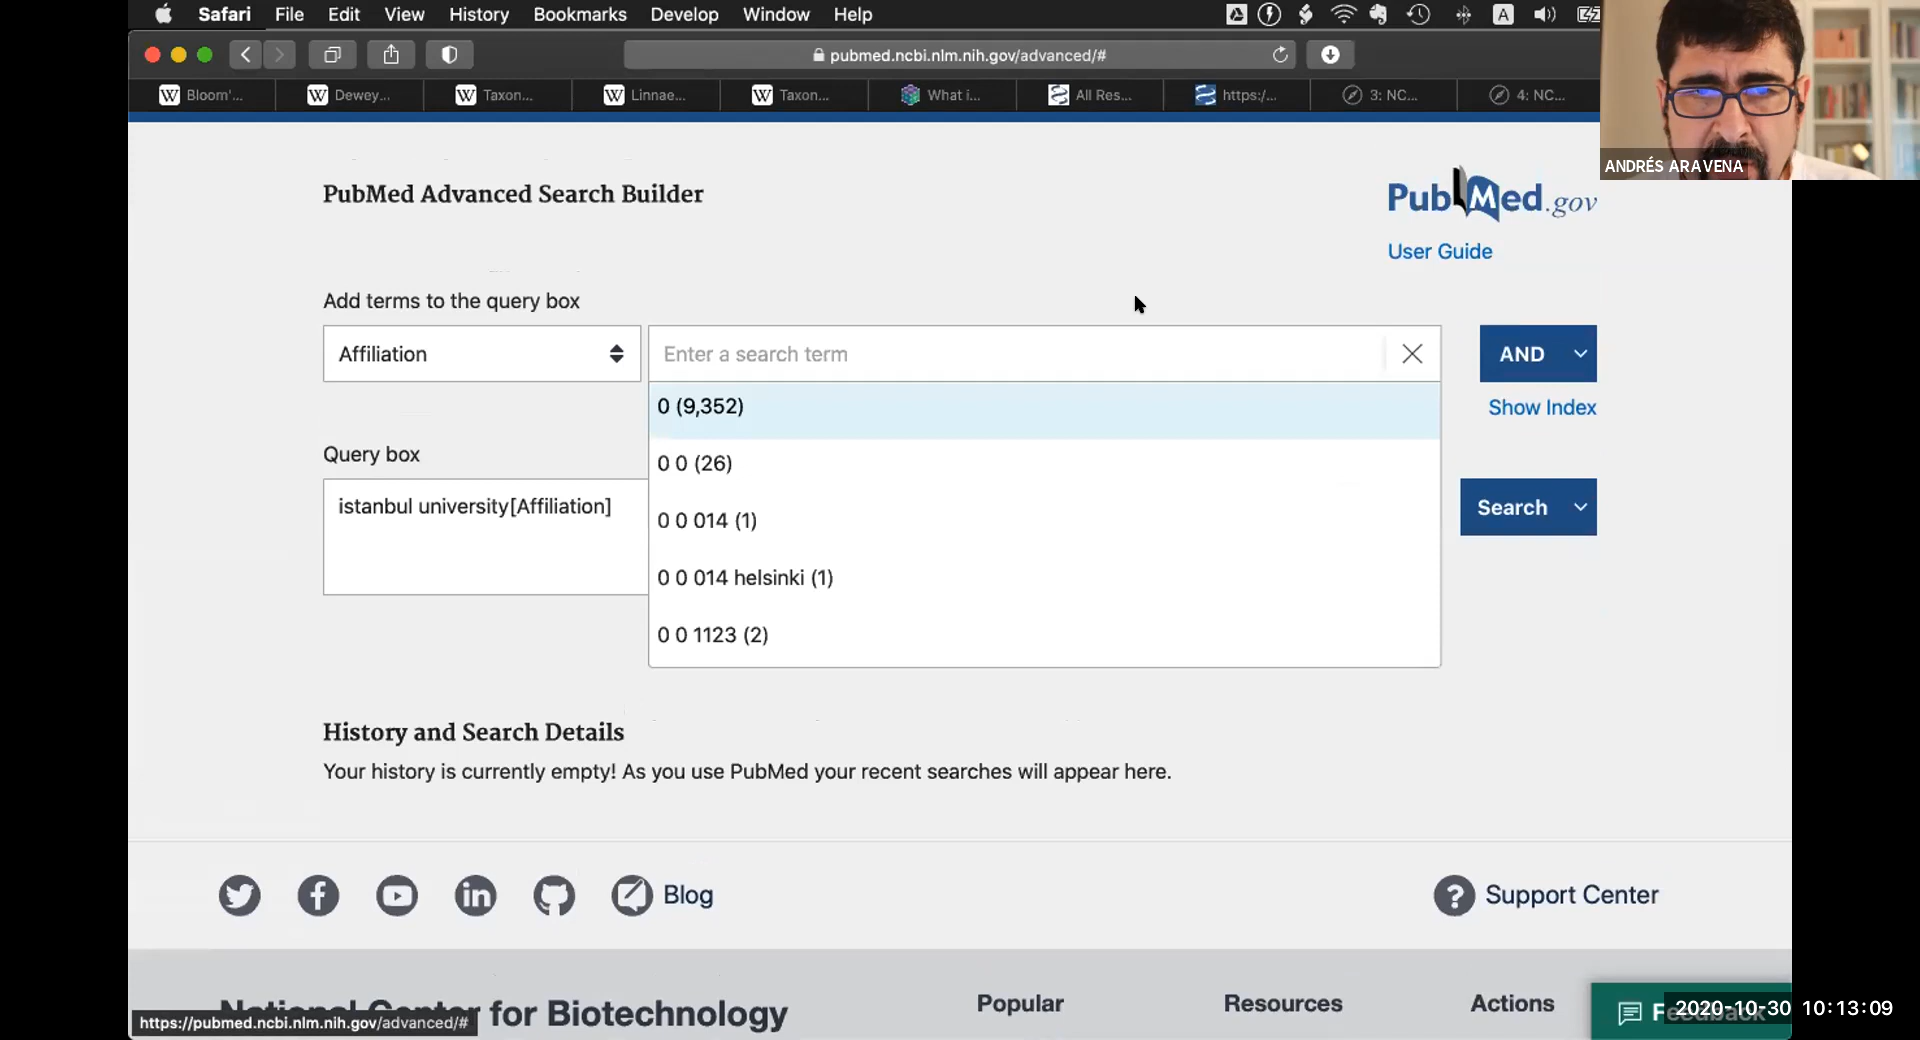 Safari File Edit View History Bookmarks Develop Window Help
A
pubmed.ncbi.nlm.nih.gov/advanced/#
W Bloom'... W Dewey... W Taxon... W Linnae... W Taxon... What i... All Res... https:/... 3: NC... 4: NC...
ANDRÉS ARAVENA
PubMed Advanced Search Builder
PubMed.gov
User Guide
Add terms to the query box
Affiliation
Enter a search term
AND
0 (9,352)
Show Index
0 0 (26)
0 0 014 (1)
0 0 014 helsinki (1)
0 0 1123 (2)
Query box
istanbul university[Affiliation]
Search
History and Search Details
Your history is currently empty! As you use PubMed your recent searches will appear here.
Blog
Support Center
National Center for Biotechnology
Popular
Resources
Actions
Feedback
2020-10-30 10:13:09
https://pubmed.ncbi.nlm.nih.gov/advanced/#